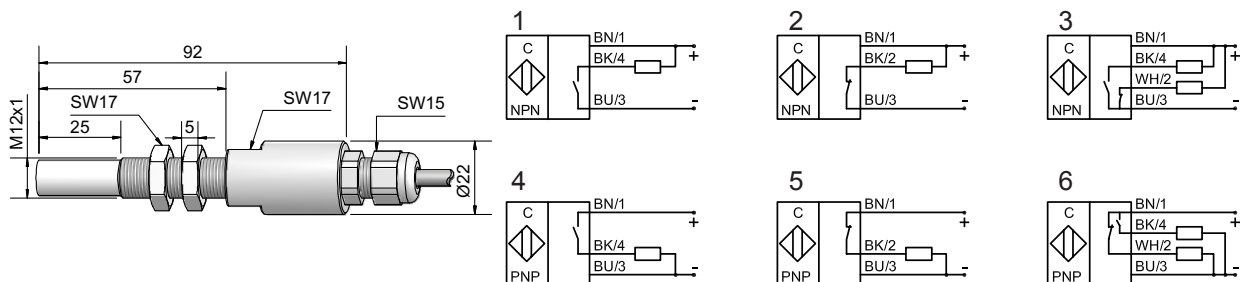 92
57
SW17
SW17
SW15
25
5
M12x1
Ø22
1
C
NPN
BN/1
BK/4
BU/3
+
-
2
C
NPN
BN/1
BK/2
BU/3
+
-
3
C
NPN
BN/1
BK/4
WH/2
BU/3
+
-
4
C
PNP
BN/1
BK/4
BU/3
+
-
5
C
PNP
BN/1
BK/2
BU/3
+
-
6
C
PNP
BN/1
BK/4
WH/2
BU/3
+
-